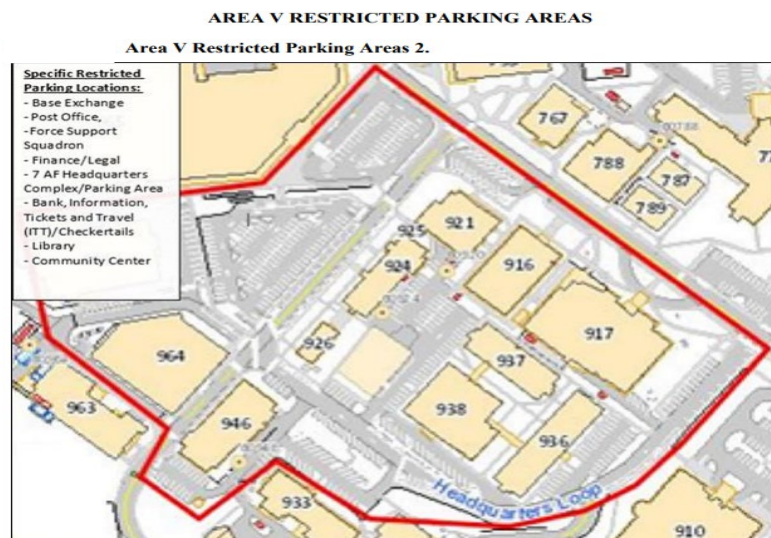 AREA V RESTRICTED PARKING AREAS
Area V Restricted Parking Areas 2.
Specific Restricted
Parking Locations:
- Base Exchange
- Post Office,
-Force Support
Squadron
- Finance/Legal
- 7 AF Headquarters
Complex/Parking Area
- Bank, Information,
Tickets and Travel
(ITT)/Checkertails
- Library
- Community Center
767
788
787
789
921
925
924
916
917
926
937
964
938
963
946
936
Headquarters Loop
933
910